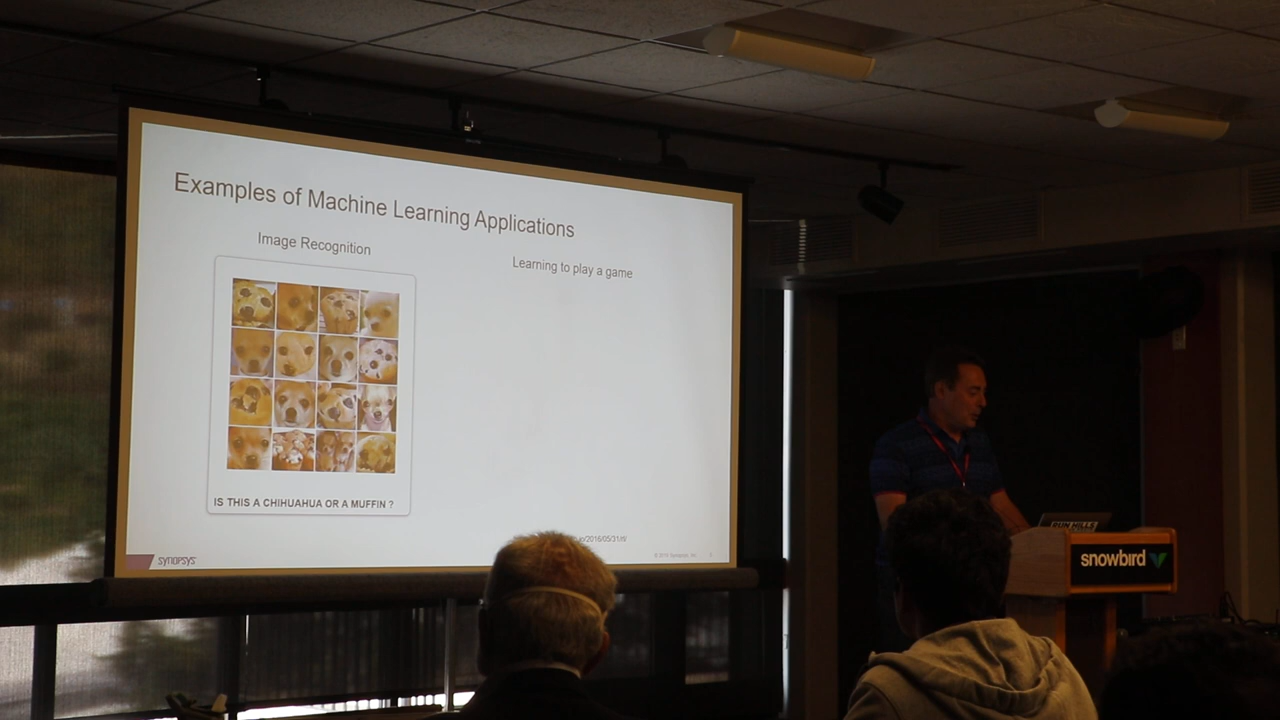 Examples of Machine Learning Applications
Image Recognition
Learning to play a game
IS THIS A CHIHUAHUA OR A MUFFIN ?
SYNOPSYS
RUN HILLS
snowbird